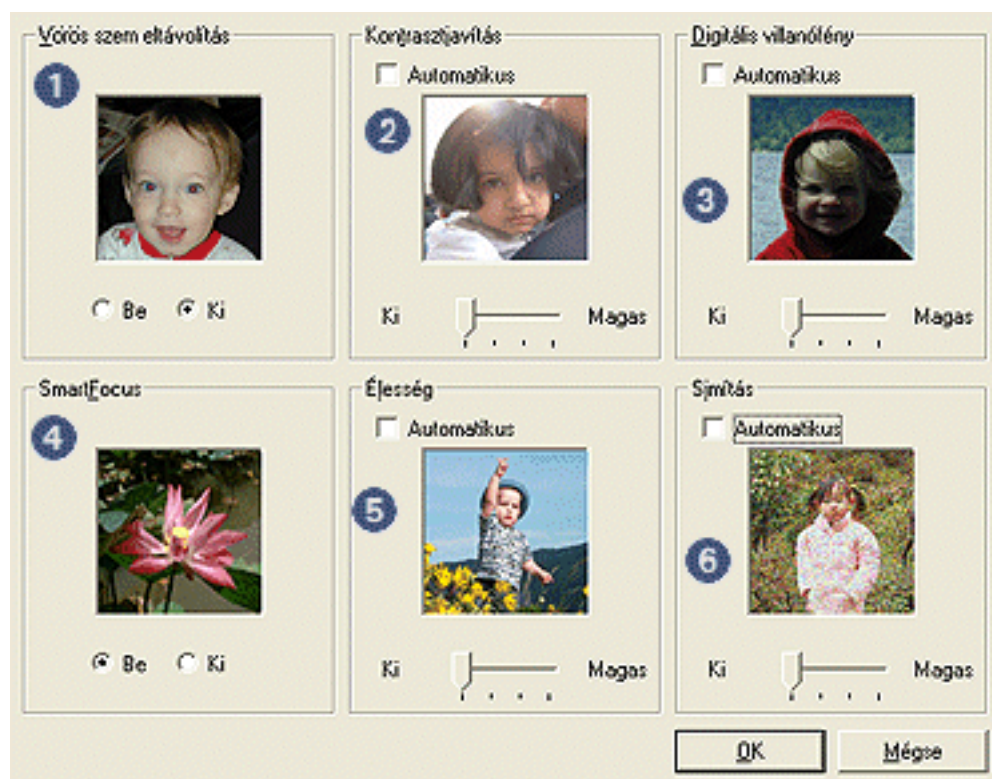 Vörös szem eltávolítás
1
Be Ki
Kontrasztjavítás
Automatikus
2
Ki Magas
Digitális villanólény
Automatikus
3
Ki Magas
SmartFocus
4
Be Ki
Élesség
Automatikus
5
Ki Magas
Simítás
Automatikus
6
Ki Magas
OK Mégse